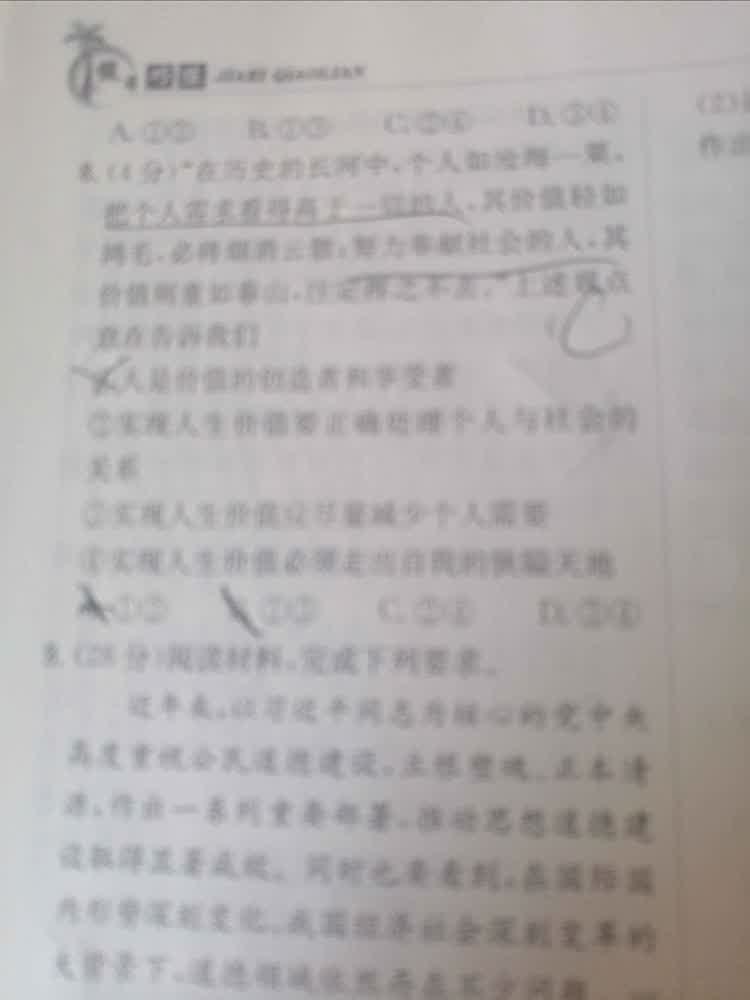 JIARI QIAOLIAN
A. ①② B. ①③ C. ②④ D. ③④
8. (4分)“在历史的长河中,个人如沧海一粟,
把个人需求看得高于一切的人,其价值轻如
鸿毛,必将烟消云散;努力奉献社会的人,其
价值则重如泰山,历史将之不去。”上述观点
意在告诉我们
人是价值的创造者和享受者
②实现人生价值要正确处理个人与社会的
关系
③实现人生价值应尽量减少个人需要
④实现人生价值必须走出自我的狭隘天地
A. ①② ①③ C. ②④ D. ③④
9. (28分)阅读材料,完成下列要求。
近年来,以习近平同志为核心的党中央
高度重视公民道德建设,立根塑魂、正本清
源,作出一系列重要部署,推动思想道德建
设取得显著成效。同时也要看到,在国际国
内形势深刻变化、我国经济社会深刻变革的
大背景下,道德领域依然存在不少问题
(2)
作出